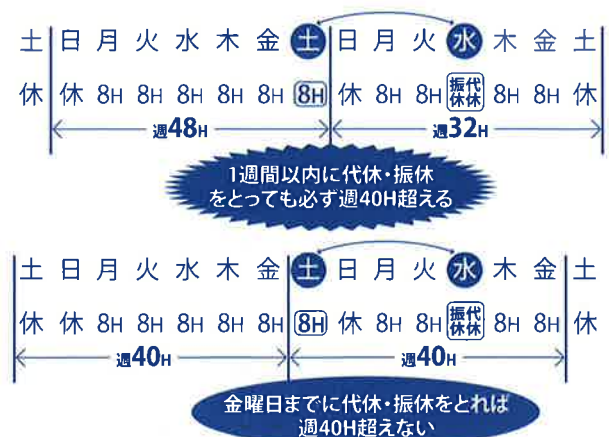 土 日 月 火 水 木 金 土 日 月 火 水 木 金 土
休 休 8H 8H 8H 8H 8H 8H 休 8H 8H 振休 代休 8H 8H 休
週48H 週32H
1週間以内に代休・振休
をとっても必ず週40H超える
土 日 月 火 水 木 金 土 日 月 火 水 木 金 土
休 休 8H 8H 8H 8H 8H 8H 休 8H 8H 振休 代休 8H 8H 休
週40H 週40H
金曜日までに代休・振休をとれば
週40H超えない